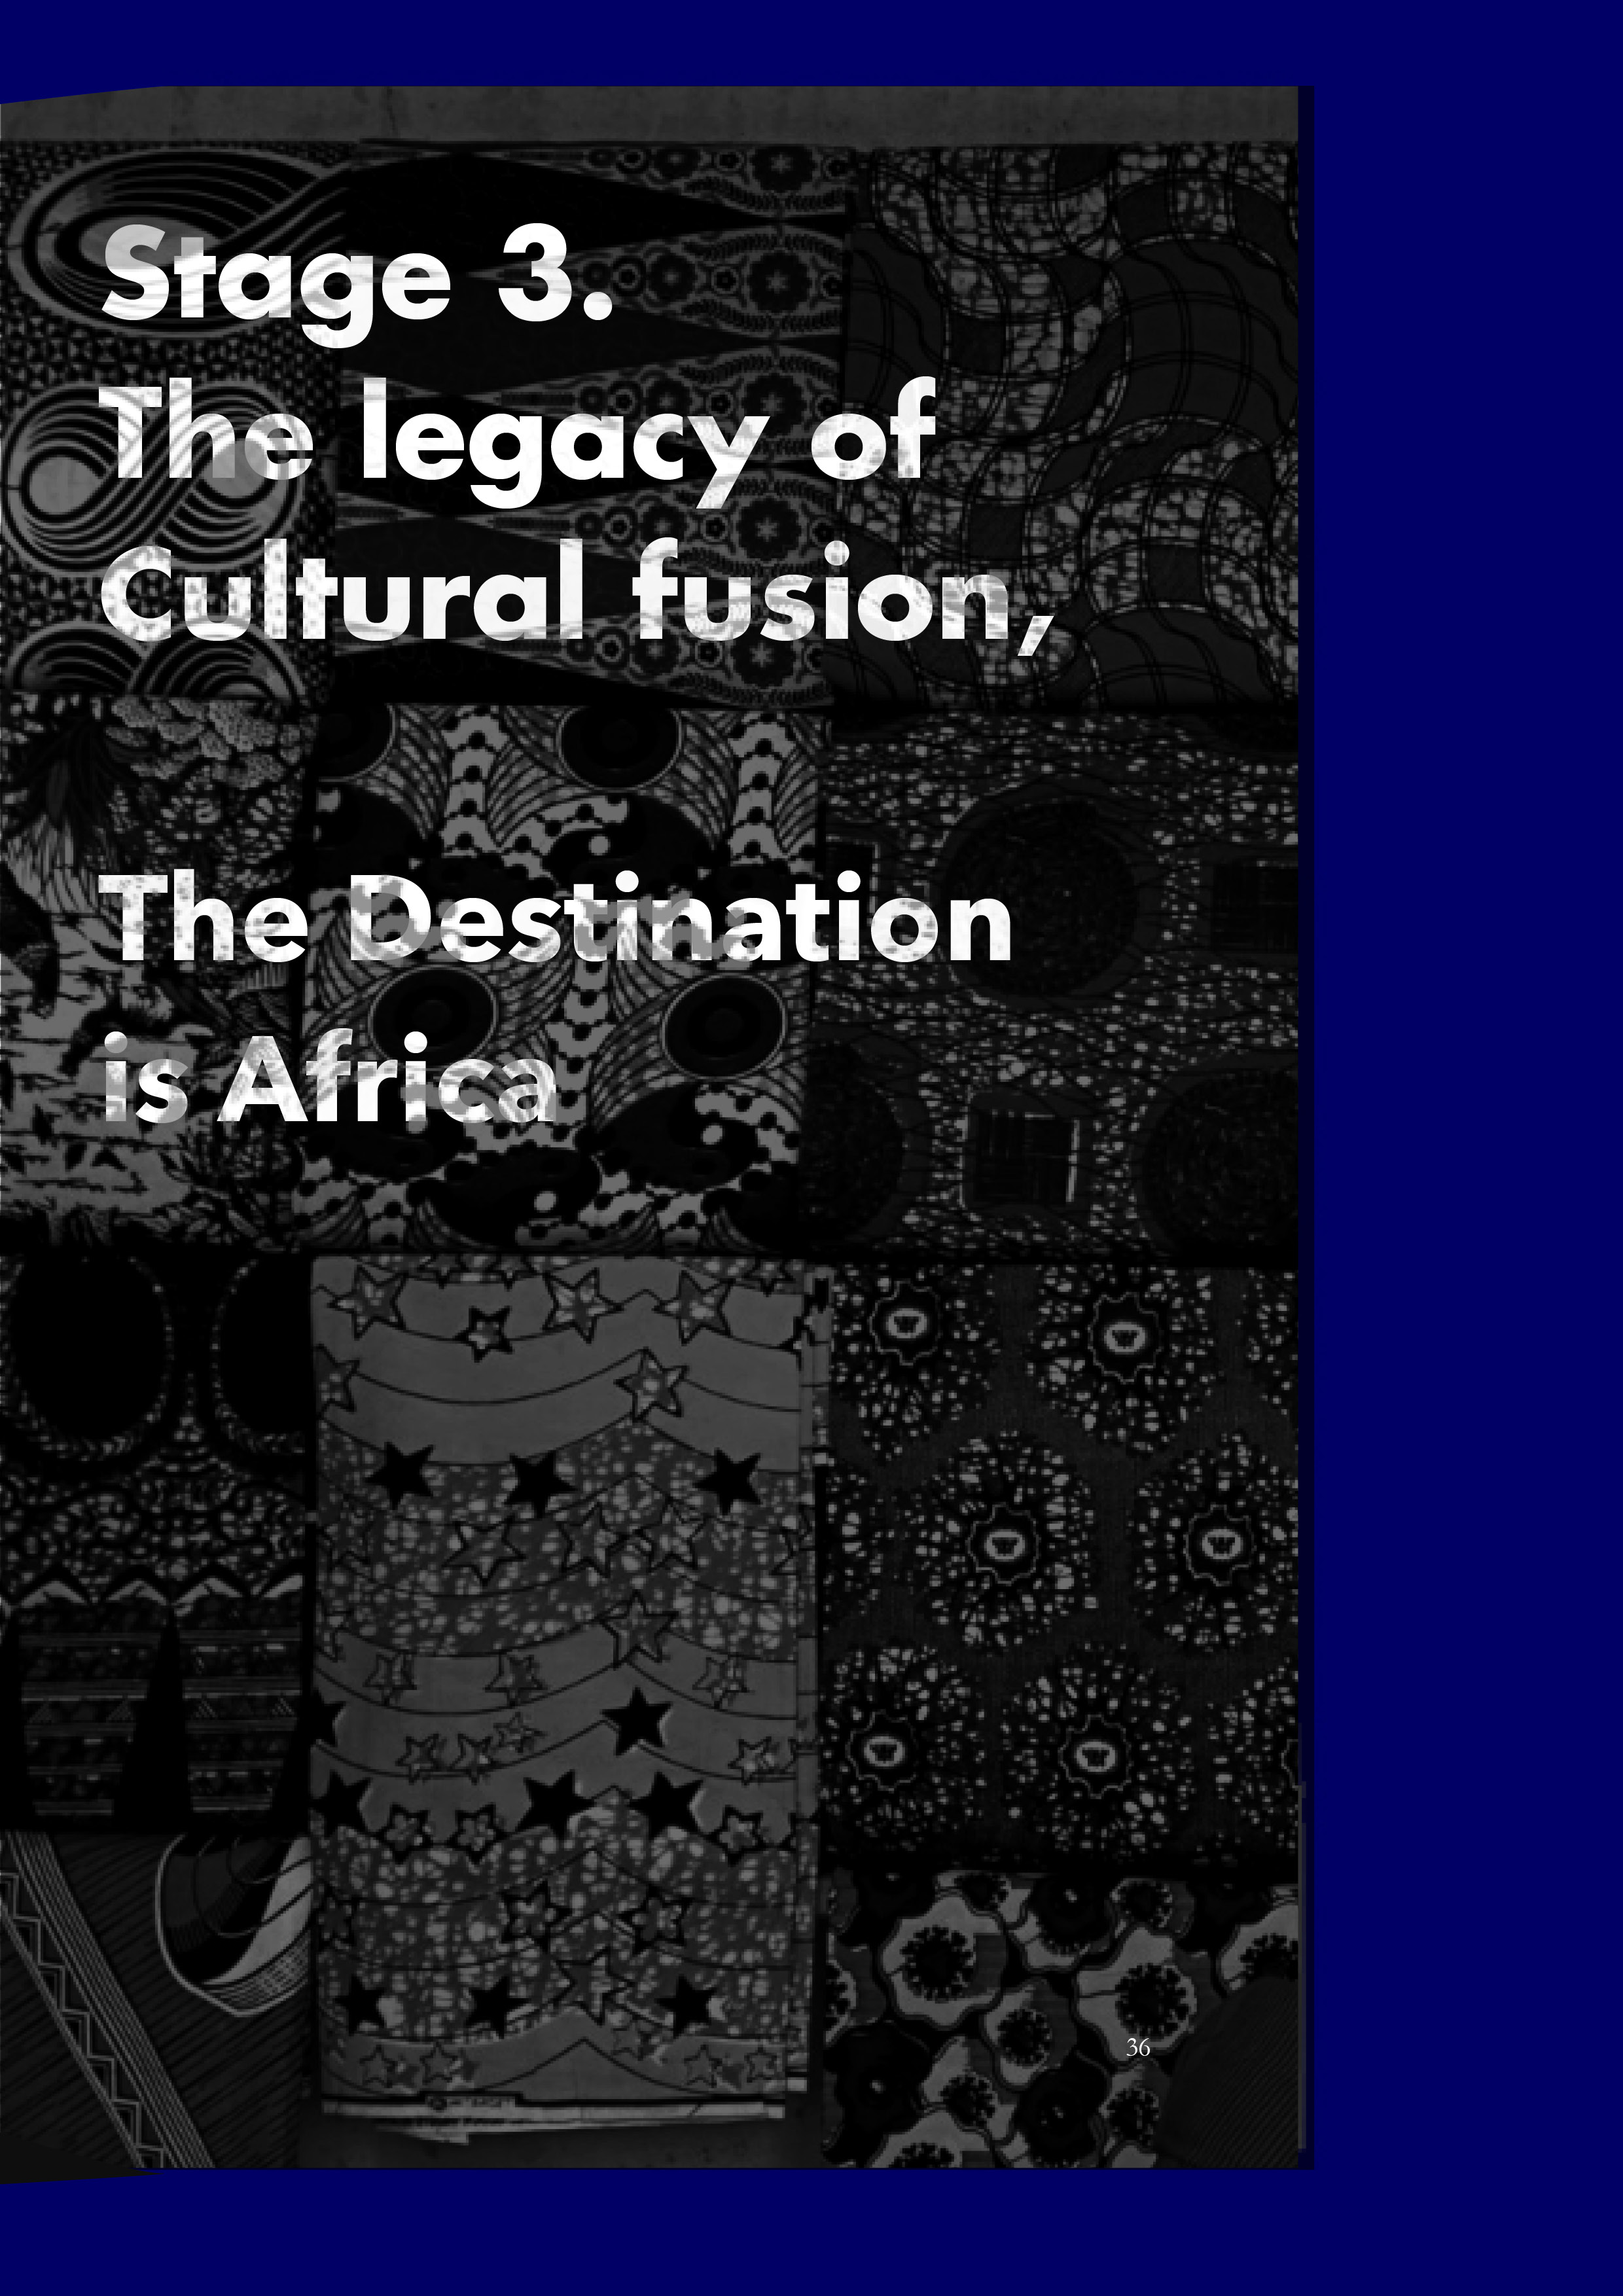 Stage 3.
The legacy of
Cultural fusion,
The Destination
is Africa
36